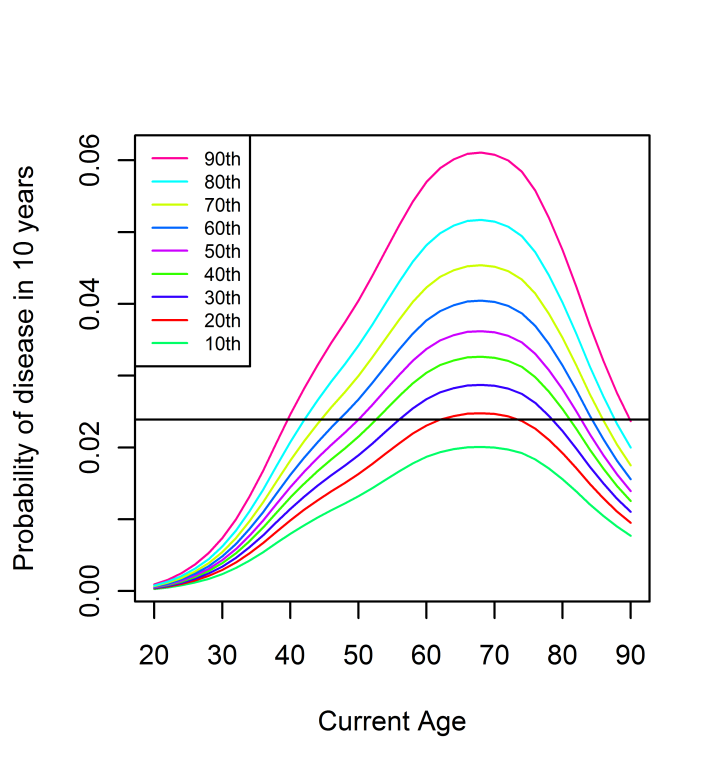 90th
80th
70th
60th
50th
40th
30th
20th
10th
0.06
0.04
0.02
0.00
Probability of disease in 10 years
20 30 40 50 60 70 80 90
Current Age